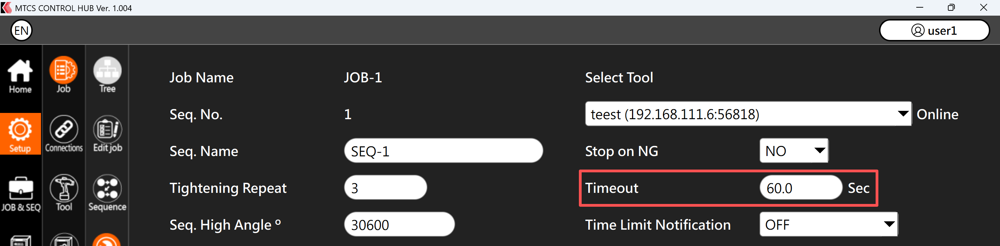 MTCS CONTROL HUB Ver. 1.004
EN
user1
Home
Job
Tree
Setup
Connections
Edit job
JOB & SEQ
Tool
Sequence
Job Name
JOB-1
Seq. No.
1
Seq. Name
SEQ-1
Tightening Repeat
3
Seq. High Angle º
30600
Select Tool
teest (192.168.111.6:56818)
Online
Stop on NG
NO
Timeout
60.0
Sec
Time Limit Notification
OFF